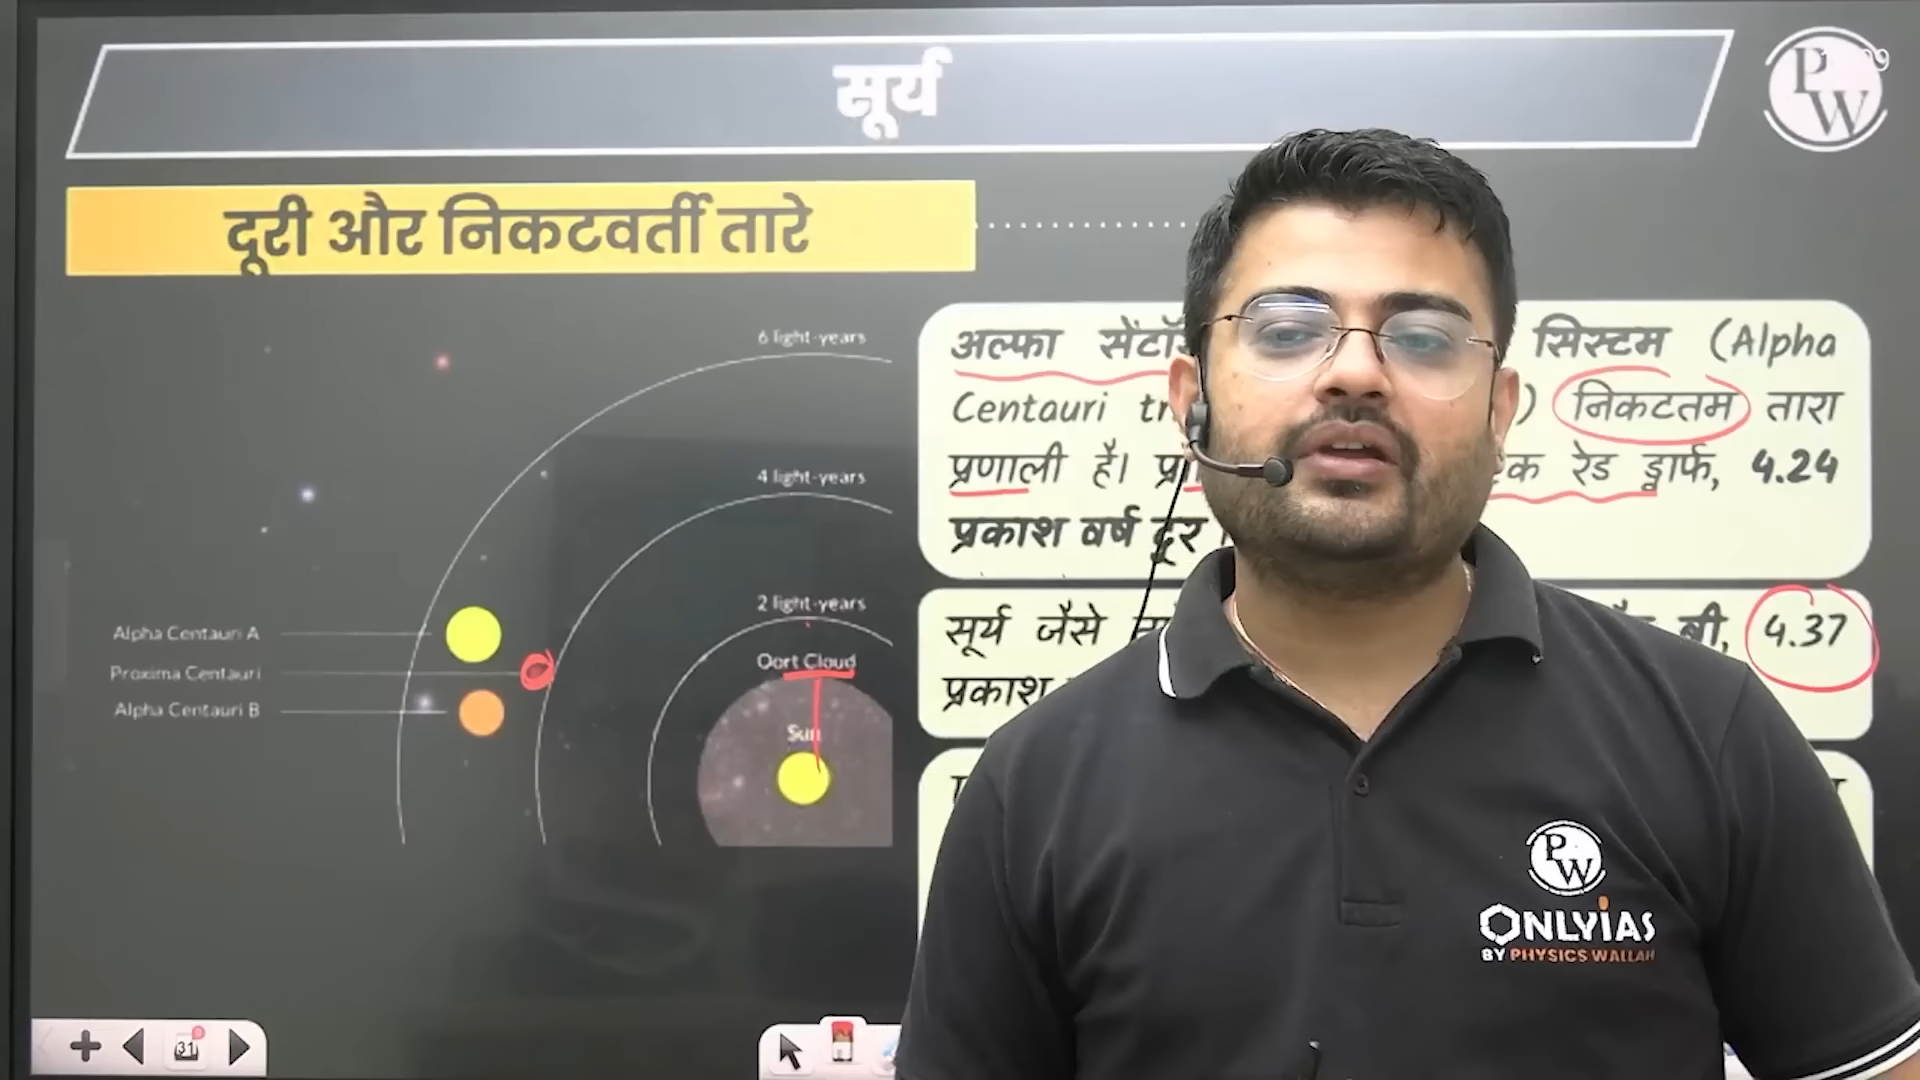 सूर्य
PW
दूरी और निकटवर्ती तारे
6 light-years
4 light-years
2 light-years
Oort Cloud
Sun
Alpha Centauri A
Proxima Centauri
Alpha Centauri B
अल्फा सिस्टम (Alpha
Centauri ) निकटतम तारा
प्रणाली है। रेड ड्वार्फ, 4.24
प्रकाश वर्ष दूर
सूर्य जैसे बी, 4.37
प्रकाश
31
PW
ONLYIAS
BY PHYSICS WALLAH